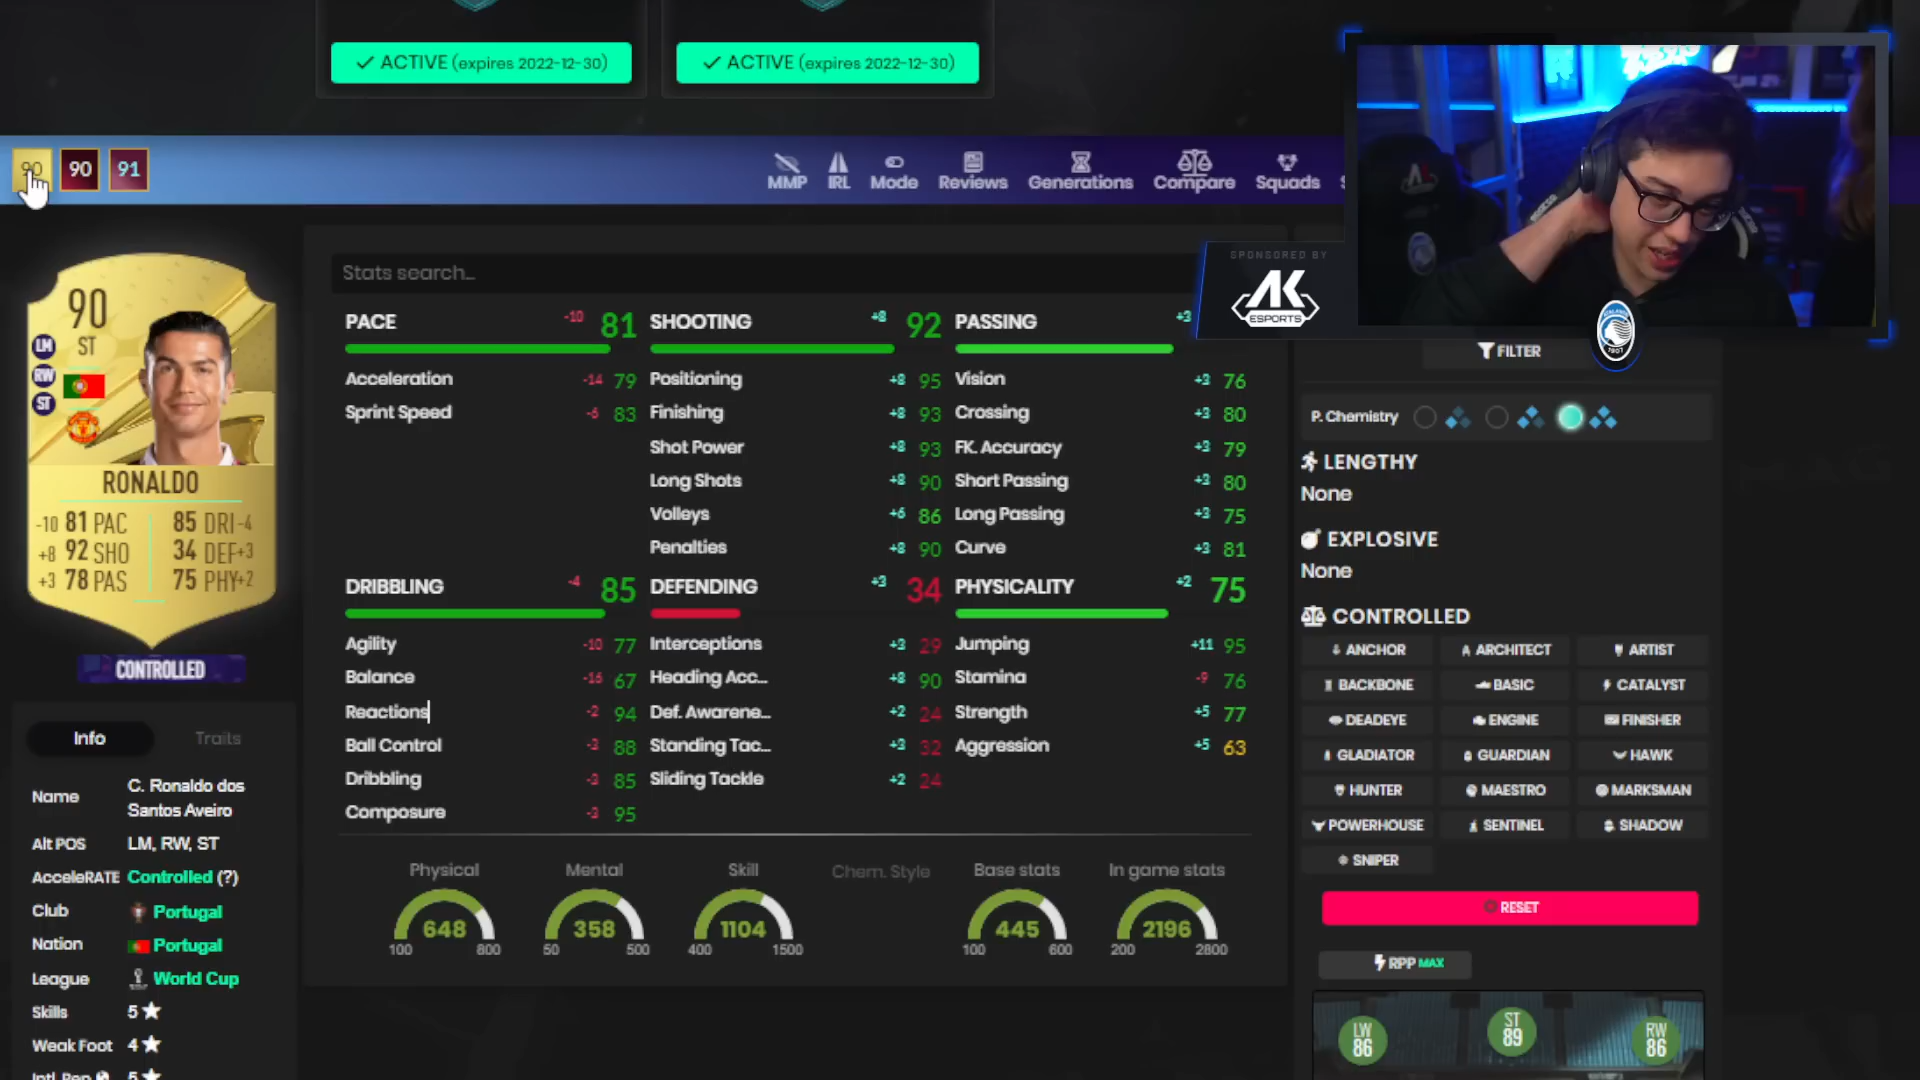 ACTIVE (expires 2022-12-30)
ACTIVE (expires 2022-12-30)
90
90
91
MMP
IRL
Mode
Reviews
Generations
Compare
Squads
SPONSORED BY
AK
ESPORTS
90
ST
LM
RW
ST
RONALDO
-10 81 PAC
85 DRI -4
+8 92 SHO
34 DEF +3
+3 78 PAS
75 PHY +2
CONTROLLED
Info
Traits
Name C. Ronaldo dos
Santos Aveiro
Alt POS LM, RW, ST
AcceleRATE Controlled (?)
Club Portugal
Nation Portugal
League World Cup
Skills 5
Weak Foot 4
Intl. Rep 5
Stats search...
PACE -10 81
Acceleration -14 79
Sprint Speed -6 83
SHOOTING +8 92
Positioning +8 95
Finishing +8 93
Shot Power +8 93
Long Shots +8 90
Volleys +6 86
Penalties +8 90
PASSING +3
Vision +3 76
Crossing +3 80
FK. Accuracy +3 79
Short Passing +3 80
Long Passing +3 75
Curve +3 81
DRIBBLING -4 85
Agility -10 77
Balance -16 67
Reactions -2 94
Ball Control -3 88
Dribbling -3 85
Composure -3 95
DEFENDING +3 34
Interceptions +3 29
Heading Acc... +8 90
Def. Awarene... +2 24
Standing Tac... +3 32
Sliding Tackle +2 24
PHYSICALITY +2 75
Jumping +11 95
Stamina -9 76
Strength +5 77
Aggression +5 63
Physical
648
100 800
Mental
358
50 500
Skill
1104
400 1500
Chem. Style
Base stats
445
100 600
In game stats
2196
200 2800
FILTER
P. Chemistry
LENGTHY
None
EXPLOSIVE
None
CONTROLLED
ANCHOR ARCHITECT ARTIST
BACKBONE BASIC CATALYST
DEADEYE ENGINE FINISHER
GLADIATOR GUARDIAN HAWK
HUNTER MAESTRO MARKSMAN
POWERHOUSE SENTINEL SHADOW
SNIPER
RESET
RPP MAX
LW
86
ST
89
RW
86